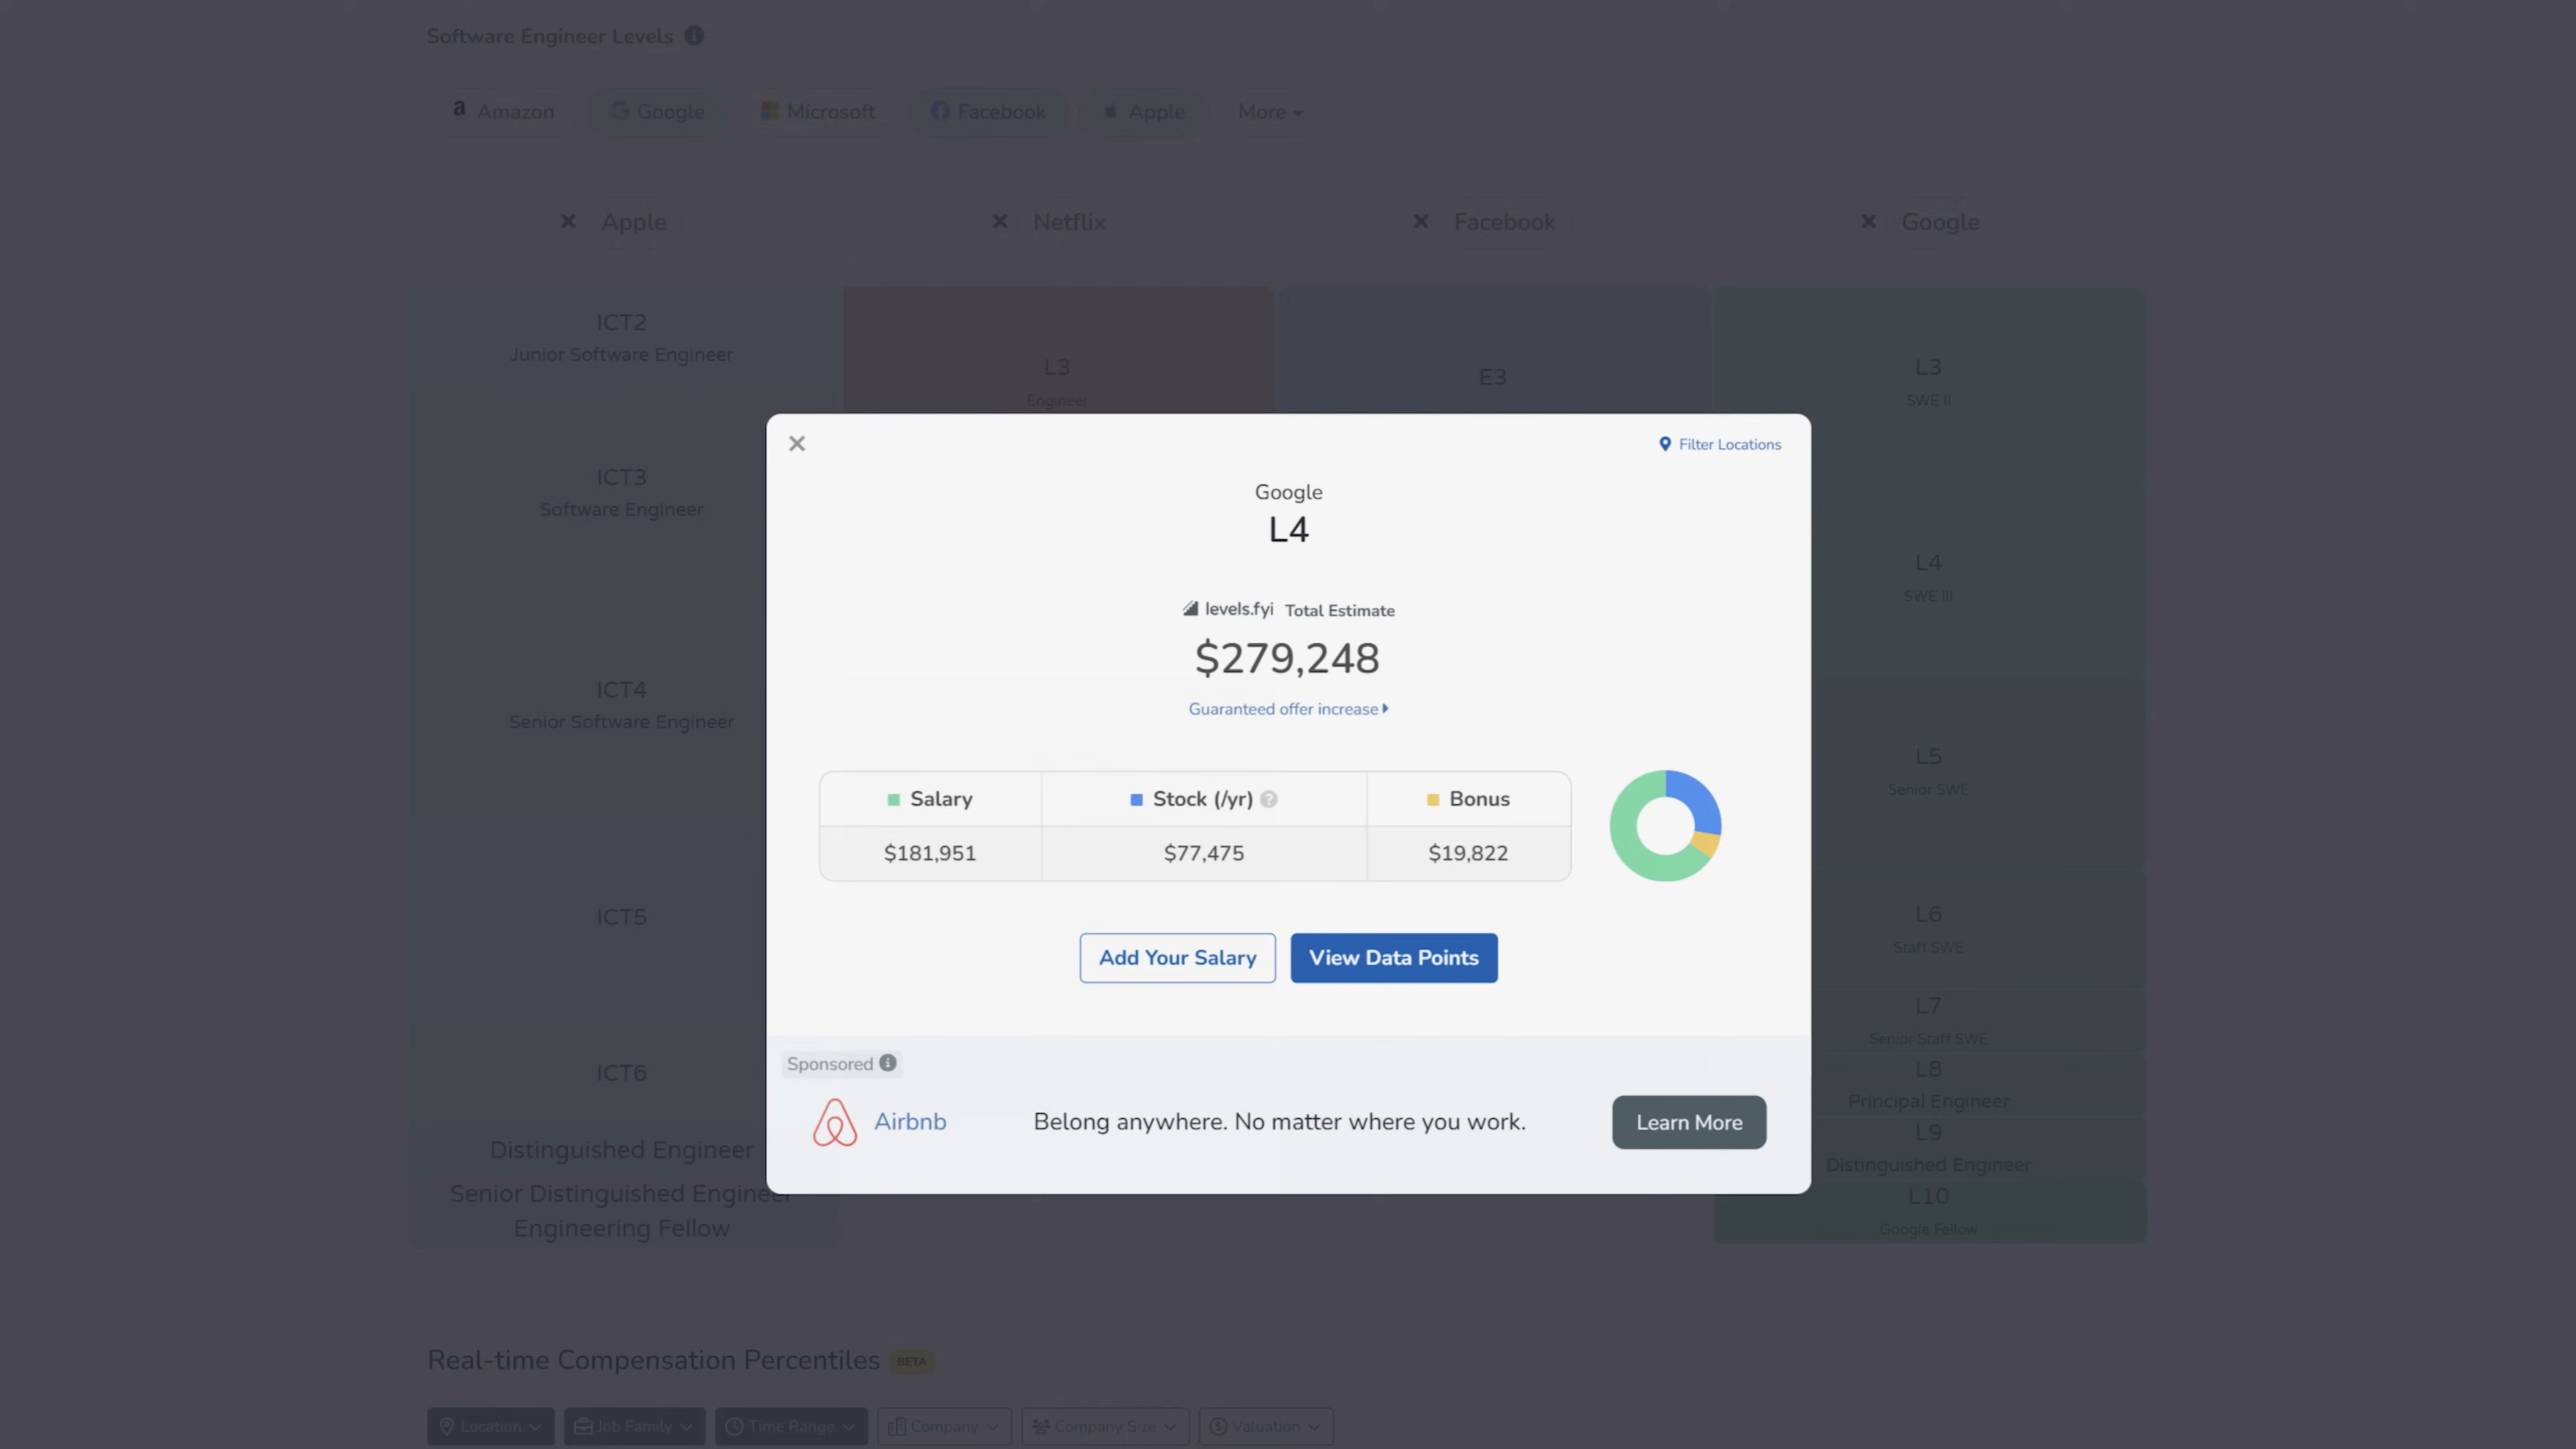 Software Engineer Levels
Amazon Google Microsoft Facebook Apple More
Apple Netflix Facebook Google
ICT2
Junior Software Engineer
ICT3
Software Engineer
ICT4
Senior Software Engineer
ICT5
ICT6
Distinguished Engineer
Senior Distinguished Engineer
Engineering Fellow
L3
Engineer
E3
L3
SWE II
L4
SWE III
L5
Senior SWE
L6
Staff SWE
L7
Senior Staff SWE
L8
Principal Engineer
L9
Distinguished Engineer
L10
Google Fellow
Filter Locations
Google
L4
levels.fyi Total Estimate
$279,248
Guaranteed offer increase
Salary Stock (/yr) ? Bonus
$181,951 $77,475 $19,822
Add Your Salary View Data Points
Sponsored
Airbnb Belong anywhere. No matter where you work. Learn More
Real-time Compensation Percentiles BETA
Location Job Family Time Range Company Company Size Valuation